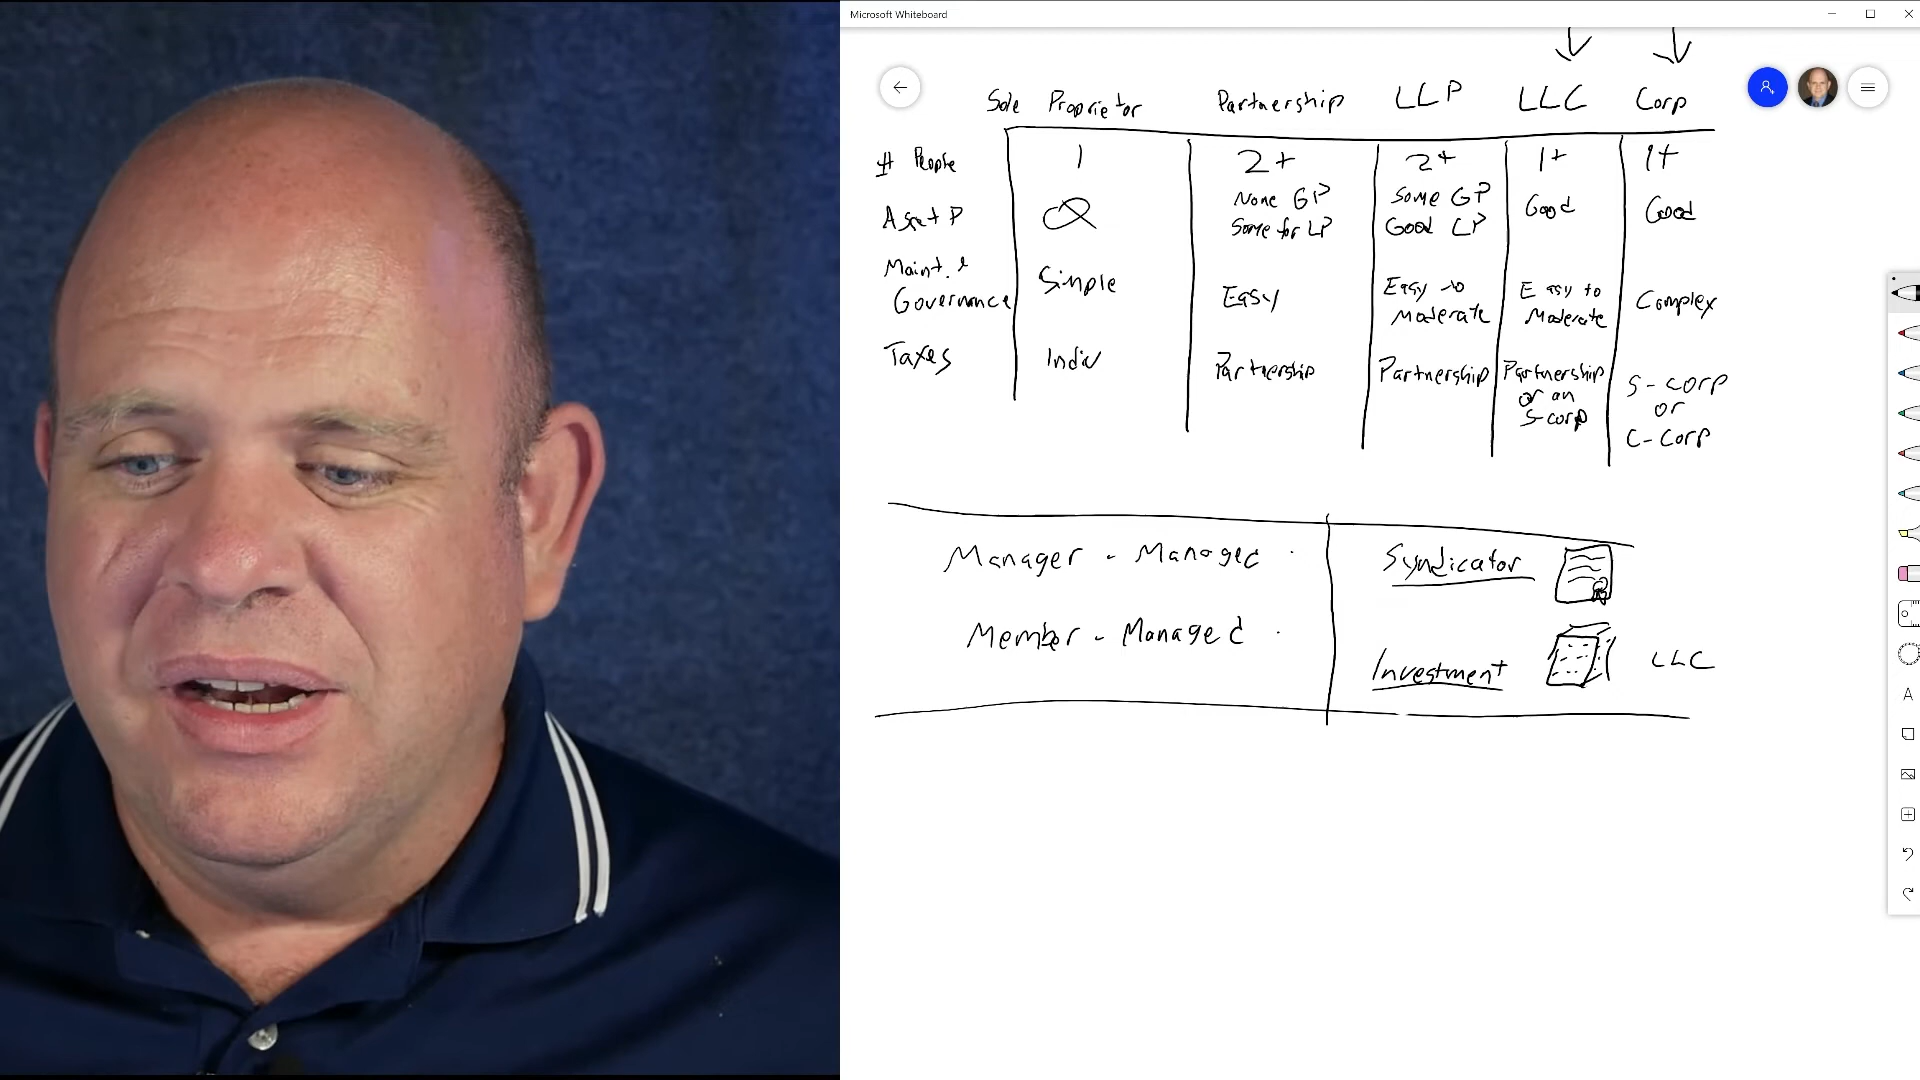 Microsoft Whiteboard
Sole Proprietor Partnership LLP LLC Corp
# People 1 2+ 2+ 1+ 1+
Asset P None GP Some GP Good Good
Some for LP Good LP
Maint. &
Governance Simple Easy Easy to Easy to Complex
Moderate Moderate
Taxes Indiv Partnership Partnership Partnership S-corp
or an or
S-corp C-corp
Manager - Managed Syndicator
Member - Managed
Investment LLC
A